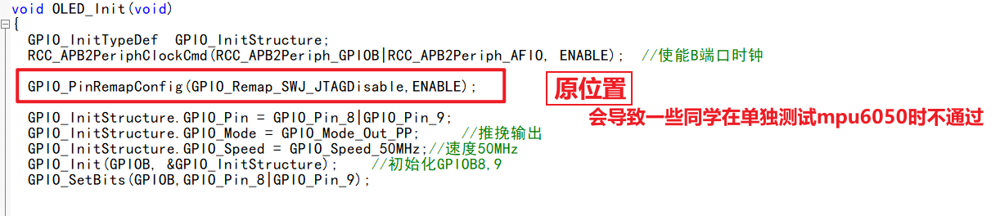 void OLED_Init(void)
{
GPIO_InitTypeDef  GPIO_InitStructure;
RCC_APB2PeriphClockCmd(RCC_APB2Periph_GPIOB|RCC_APB2Periph_AFIO, ENABLE);  //使能B端口时钟
GPIO_PinRemapConfig(GPIO_Remap_SWJ_JTAGDisable,ENABLE);
原位置
会导致一些同学在单独测试mpu6050时不通过
GPIO_InitStructure.GPIO_Pin = GPIO_Pin_8|GPIO_Pin_9;
GPIO_InitStructure.GPIO_Mode = GPIO_Mode_Out_PP;     //推挽输出
GPIO_InitStructure.GPIO_Speed = GPIO_Speed_50MHz;//速度50MHz
GPIO_Init(GPIOB, &GPIO_InitStructure);    //初始化GPIOB8,9
GPIO_SetBits(GPIOB,GPIO_Pin_8|GPIO_Pin_9);